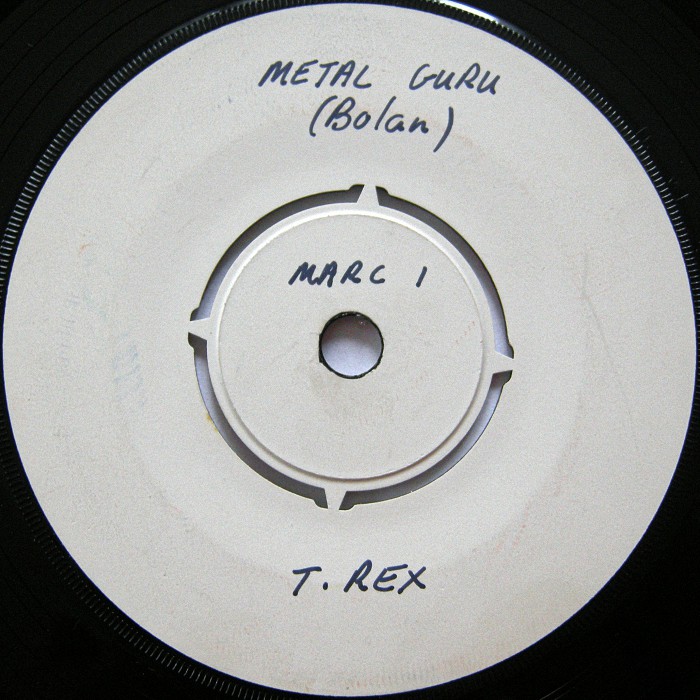 METAL GURU
(Bolan)
MARC 1
T. REX